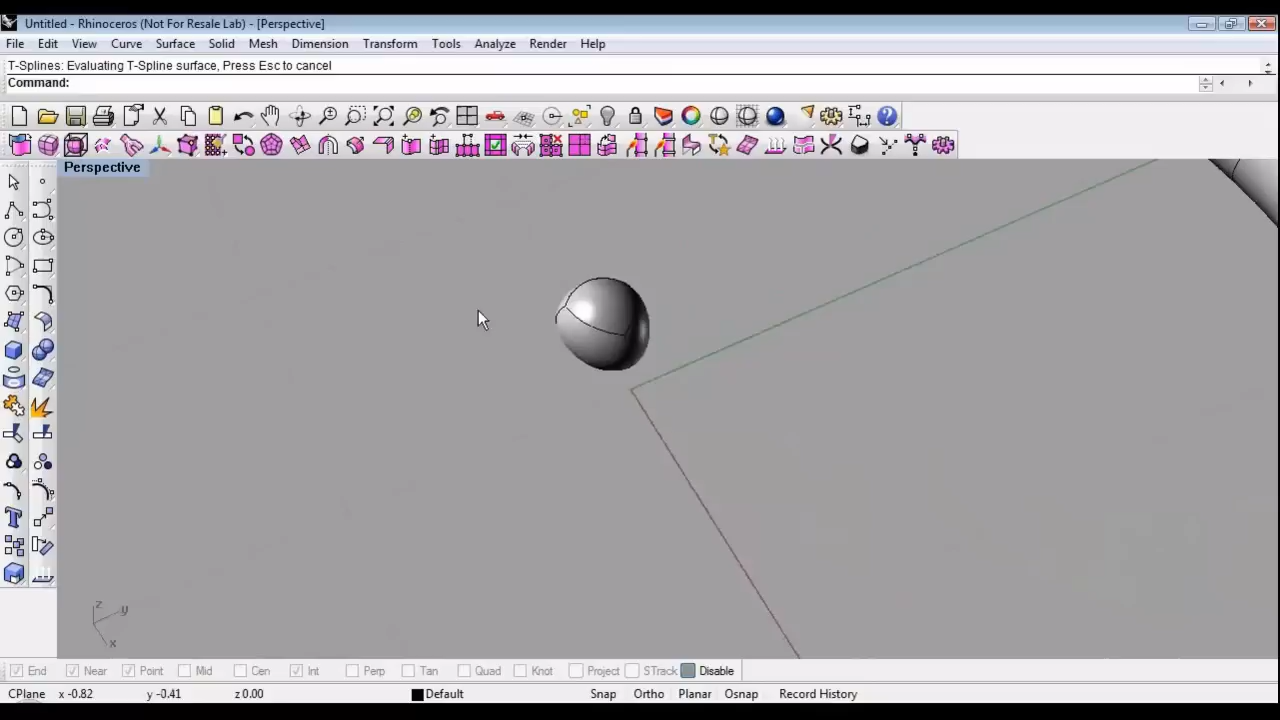 Untitled - Rhinoceros (Not For Resale Lab) - [Perspective]
File Edit View Curve Surface Solid Mesh Dimension Transform Tools Analyze Render Help
T-Splines: Evaluating T-Spline surface, Press Esc to cancel
Command:
Perspective
z
y
x
End Near Point Mid Cen Int Perp Tan Quad Knot Project STrack Disable
CPlane x -0.82 y -0.41 z 0.00 Default Snap Ortho Planar Osnap Record History